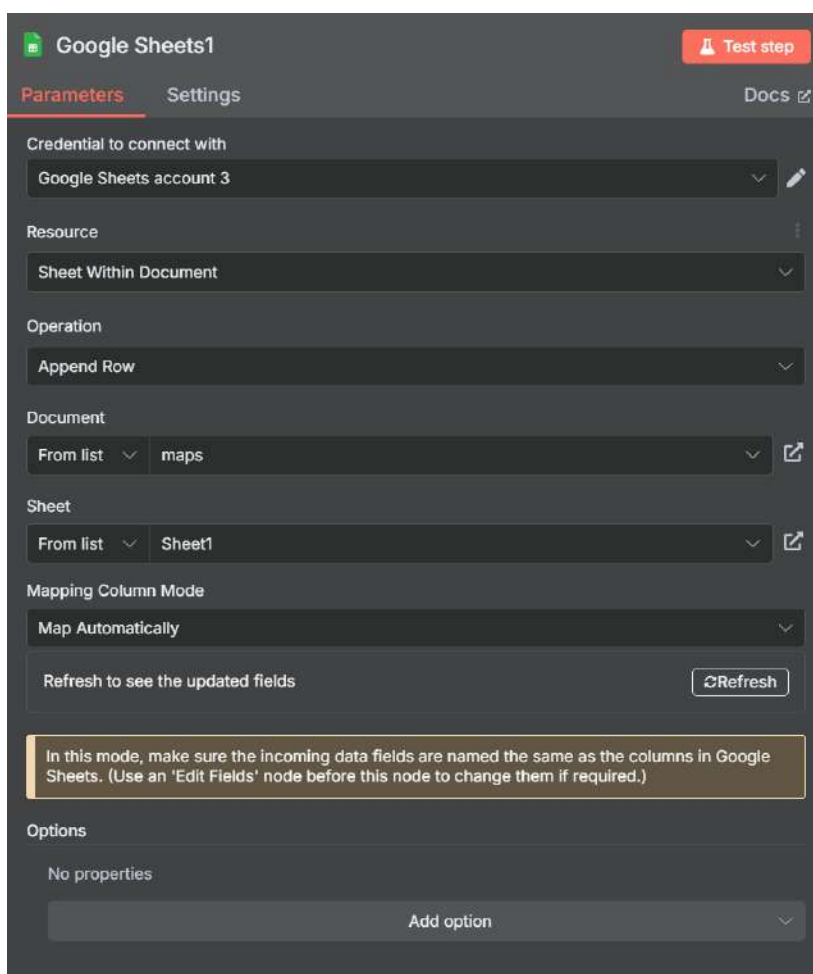 Google Sheets1
Test step
Parameters
Settings
Docs
Credential to connect with
Google Sheets account 3
Resource
Sheet Within Document
Operation
Append Row
Document
From list
maps
Sheet
From list
Sheet1
Mapping Column Mode
Map Automatically
Refresh to see the updated fields
Refresh
In this mode, make sure the incoming data fields are named the same as the columns in Google
Sheets. (Use an 'Edit Fields' node before this node to change them if required.)
Options
No properties
Add option